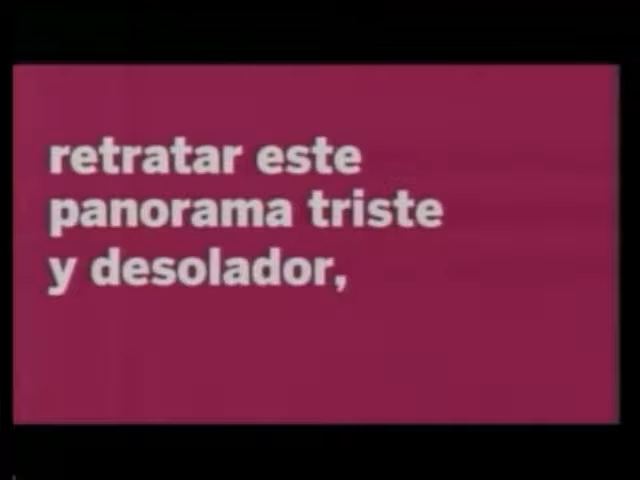 retratar este
panorama triste
y desolador,